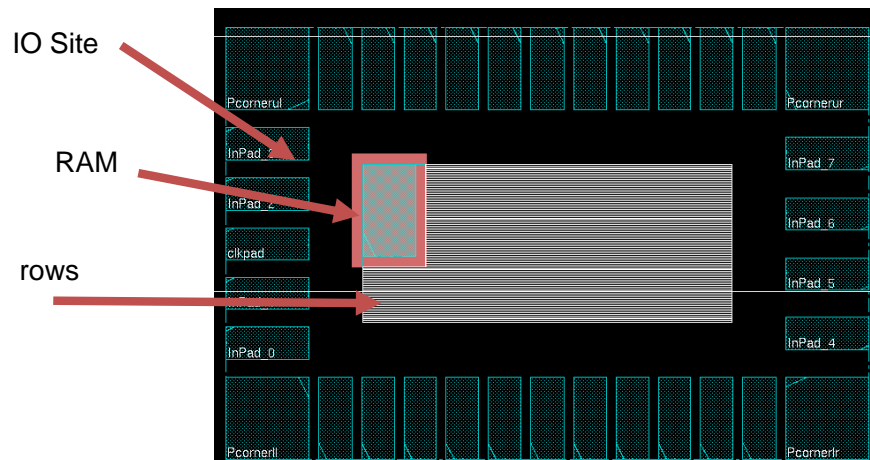 IO Site
Pcornerul
Pcornerur
InPad_7
RAM
InPad_2
InPad_6
clkpad
rows
InPad_5
InPad_4
InPad_0
Pcornerll
Pcornerlr